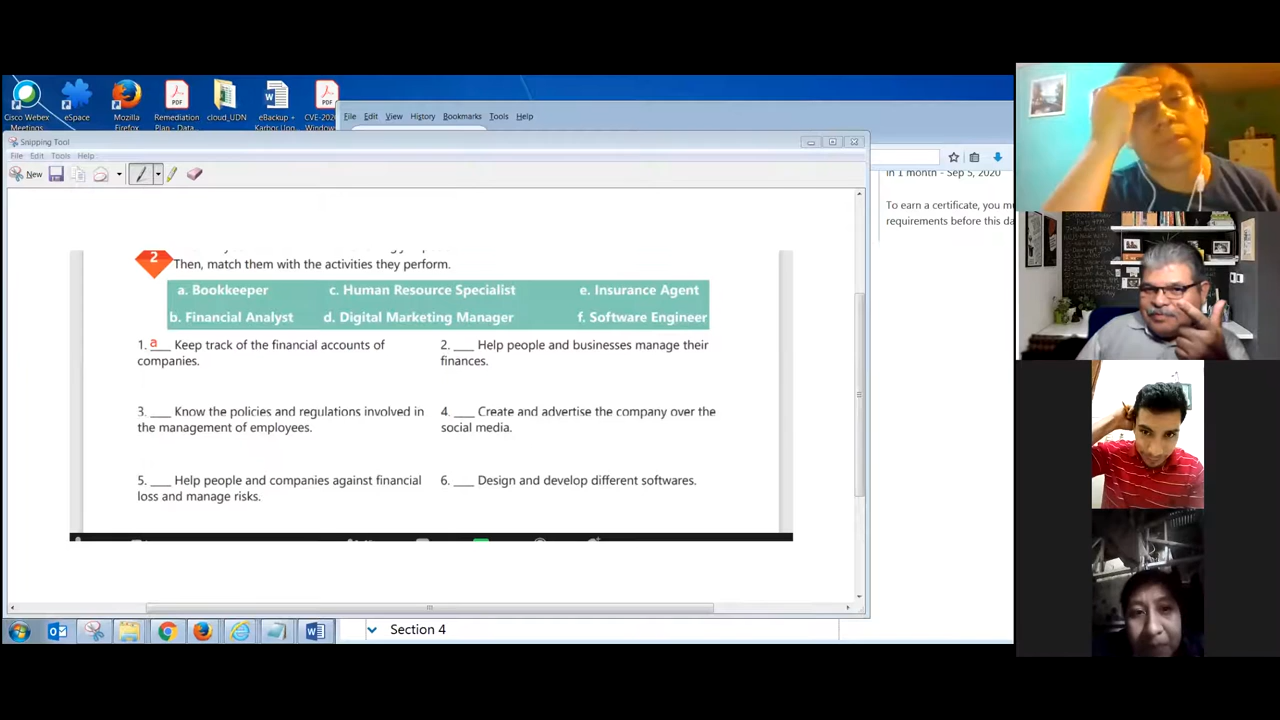 Cisco Webex Meetings
eSpace
Mozilla Firefox
Remediation Plan - Data...
cloud_UDN
eBackup + Karbor Upg...
CVE-202 Window
File Edit View History Bookmarks Tools Help
Snipping Tool
File Edit Tools Help
New
in 1 month - Sep 5, 2020
To earn a certificate, you mu
requirements before this da
2
Then, match them with the activities they perform.
a. Bookkeeper c. Human Resource Specialist e. Insurance Agent
b. Financial Analyst d. Digital Marketing Manager f. Software Engineer
1. a Keep track of the financial accounts of
companies.
2. ___ Help people and businesses manage their
finances.
3. ___ Know the policies and regulations involved in
the management of employees.
4. ___ Create and advertise the company over the
social media.
5. ___ Help people and companies against financial
loss and manage risks.
6. ___ Design and develop different softwares.
Section 4